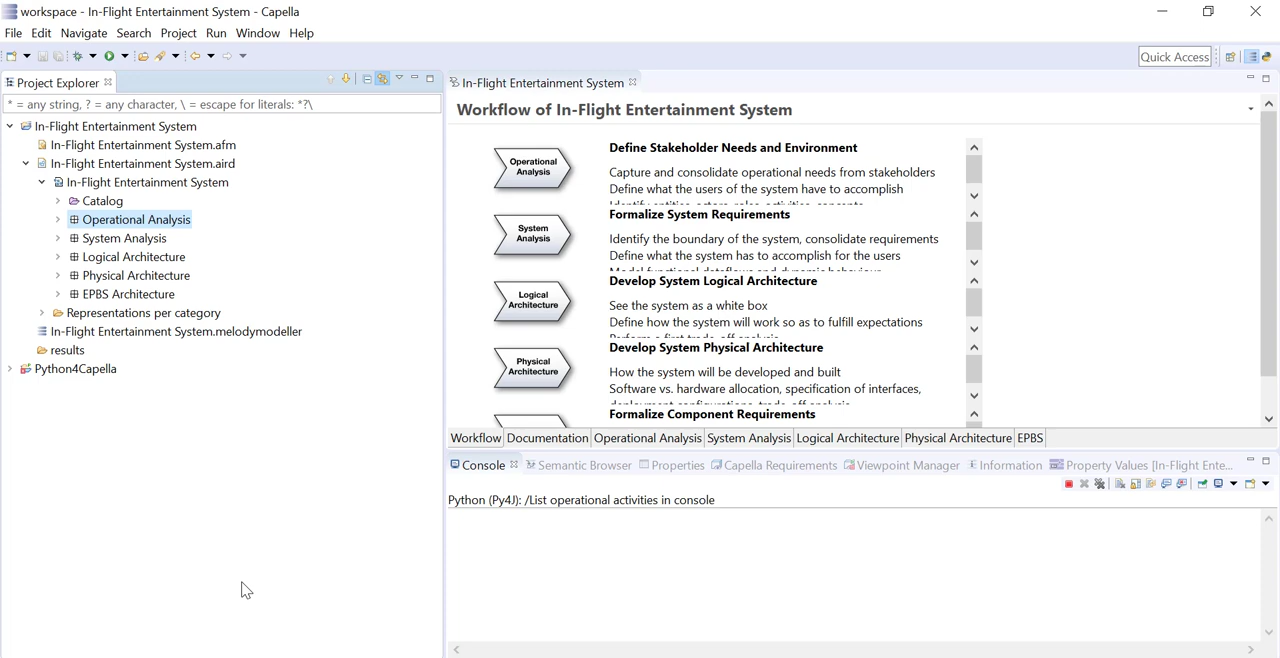 workspace - In-Flight Entertainment System - Capella
File Edit Navigate Search Project Run Window Help
Quick Access
Project Explorer
* = any string, ? = any character, \ = escape for literals: *?\
In-Flight Entertainment System
In-Flight Entertainment System.afm
In-Flight Entertainment System.aird
In-Flight Entertainment System
Catalog
Operational Analysis
System Analysis
Logical Architecture
Physical Architecture
EPBS Architecture
Representations per category
In-Flight Entertainment System.melodymodeller
results
Python4Capella
In-Flight Entertainment System
Workflow of In-Flight Entertainment System
Operational
Analysis
Define Stakeholder Needs and Environment
Capture and consolidate operational needs from stakeholders
Define what the users of the system have to accomplish
System
Analysis
Formalize System Requirements
Identify the boundary of the system, consolidate requirements
Define what the system has to accomplish for the users
Logical
Architecture
Develop System Logical Architecture
See the system as a white box
Define how the system will work so as to fulfill expectations
Physical
Architecture
Develop System Physical Architecture
How the system will be developed and built
Software vs. hardware allocation, specification of interfaces,
Formalize Component Requirements
Workflow Documentation Operational Analysis System Analysis Logical Architecture Physical Architecture EPBS
Console Semantic Browser Properties Capella Requirements Viewpoint Manager Information Property Values [In-Flight Ente...
Python (Py4J): /List operational activities in console